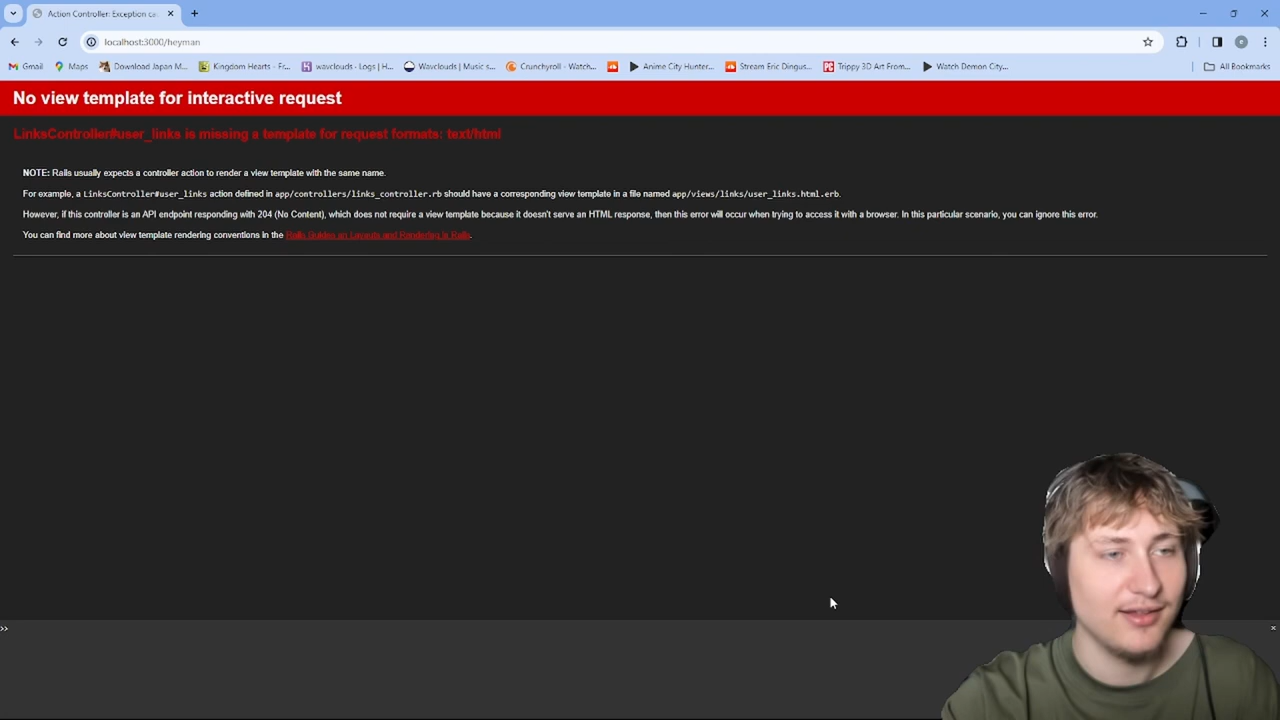 Action Controller: Exception ca
localhost:3000/heyman
Gmail Maps Download Japan M... Kingdom Hearts - Fr... wavclouds · Logs | H... Wavclouds | Music s... Crunchyroll - Watch... Anime City Hunter... Stream Eric Dingus... Trippy 3D Art From... Watch Demon City... All Bookmarks
No view template for interactive request
LinksController#user_links is missing a template for request formats: text/html
NOTE: Rails usually expects a controller action to render a view template with the same name.
For example, a LinksController#user_links action defined in app/controllers/links_controller.rb should have a corresponding view template in a file named app/views/links/user_links.html.erb.
However, if this controller is an API endpoint responding with 204 (No Content), which does not require a view template because it doesn't serve an HTML response, then this error will occur when trying to access it with a browser. In this particular scenario, you can ignore this error.
You can find more about view template rendering conventions in the Rails Guides on Layouts and Rendering in Rails.
>>